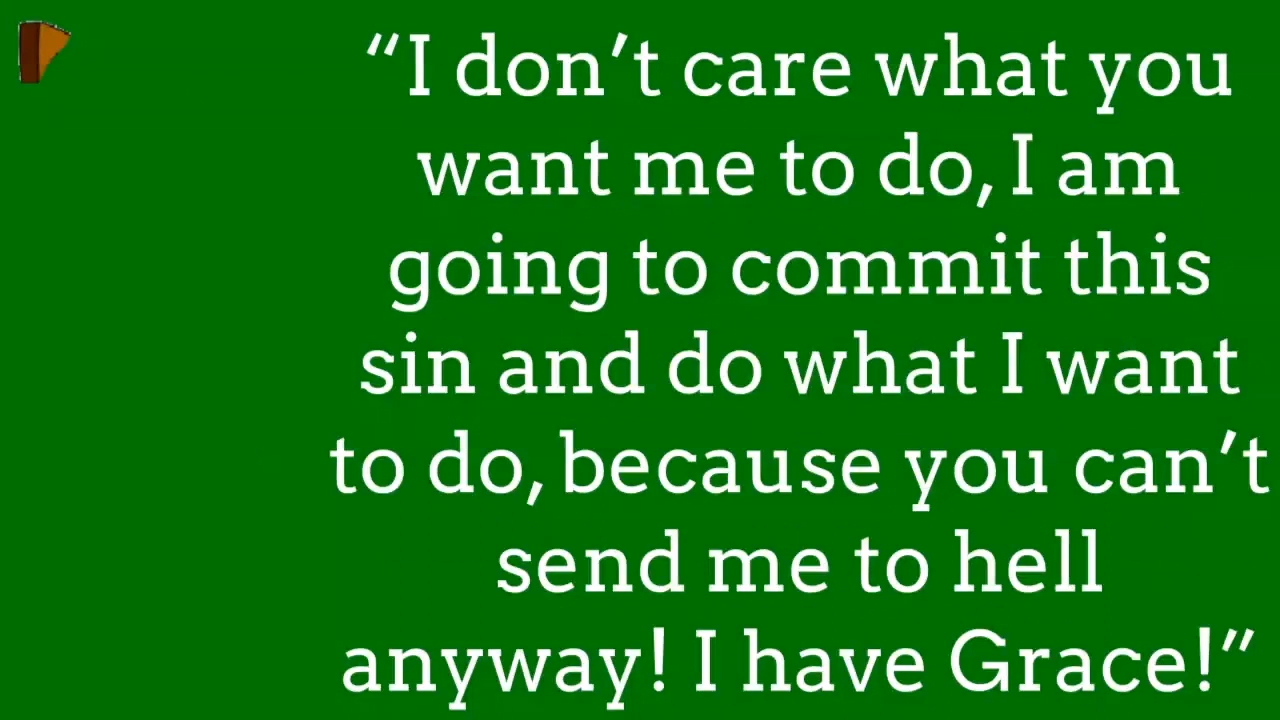 “I don’t care what you
want me to do, I am
going to commit this
sin and do what I want
to do, because you can’t
send me to hell
anyway! I have Grace!”